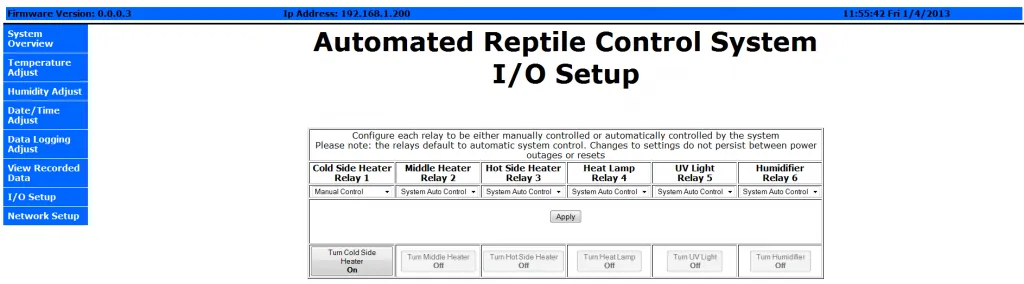 Firmware Version: 0.0.0.3 Ip Address: 192.168.1.200 11:55:42 Fri 1/4/2013
System
Overview
Temperature
Adjust
Humidity Adjust
Date/Time
Adjust
Data Logging
Adjust
View Recorded
Data
I/O Setup
Network Setup
Automated Reptile Control System
I/O Setup
Configure each relay to be either manually controlled or automatically controlled by the system
Please note: the relays default to automatic system control. Changes to settings do not persist between power
outages or resets
Cold Side Heater Middle Heater Hot Side Heater Heat Lamp UV Light Humidifier
Relay 1 Relay 2 Relay 3 Relay 4 Relay 5 Relay 6
Manual Control System Auto Control System Auto Control System Auto Control System Auto Control System Auto Control
Apply
Turn Cold Side
Heater
On
Turn Middle Heater
Off
Turn Hot Side Heater
Off
Turn Heat Lamp
Off
Turn UV Light
Off
Turn Humidifier
Off